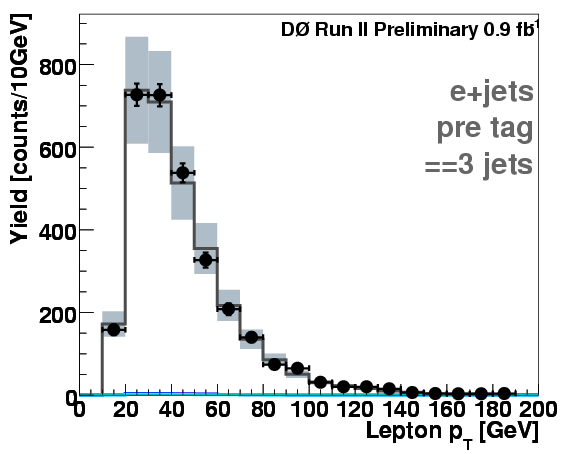 DØ Run II Preliminary 0.9 fb-1
e+jets
pre tag
==3 jets
Yield [counts/10GeV]
800
600
400
200
0
0 20 40 60 80 100 120 140 160 180 200
Lepton pT [GeV]